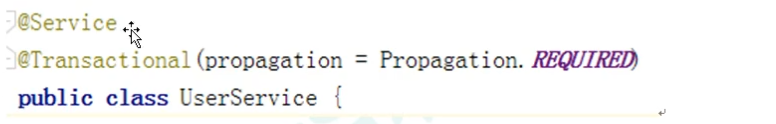 @Service
@Transactional(propagation = Propagation.REQUIRED)
public class UserService {